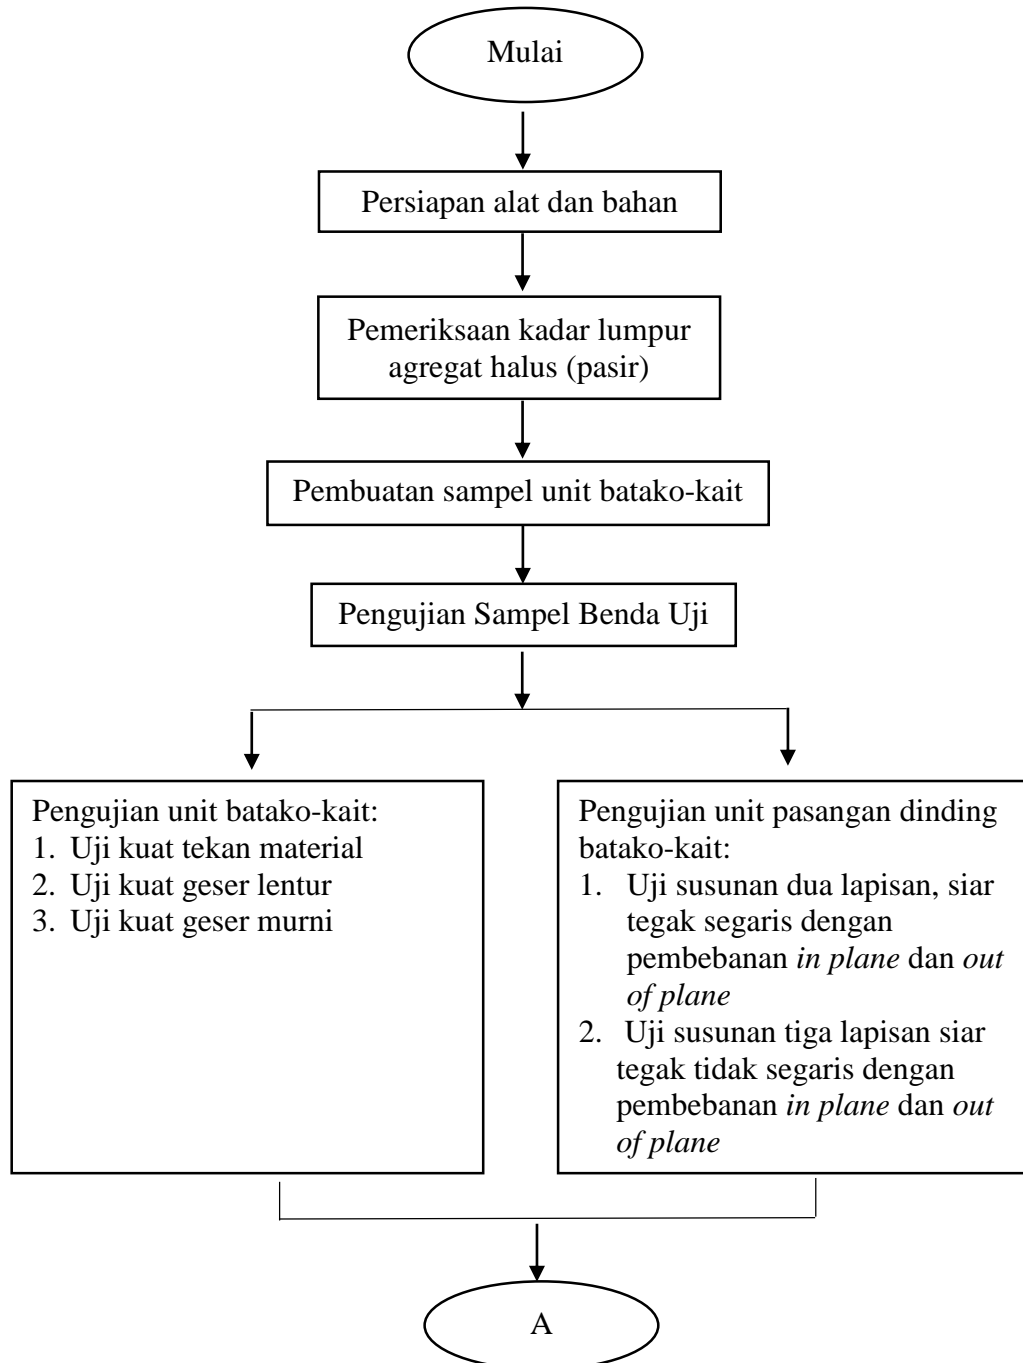 Mulai
Persiapan alat dan bahan
Pemeriksaan kadar lumpur
agregat halus (pasir)
Pembuatan sampel unit batako-kait
Pengujian Sampel Benda Uji
Pengujian unit batako-kait:
1. Uji kuat tekan material
2. Uji kuat geser lentur
3. Uji kuat geser murni
Pengujian unit pasangan dinding
batako-kait:
1. Uji susunan dua lapisan, siar
tegak segaris dengan
pembebanan in plane dan out
of plane
2. Uji susunan tiga lapisan siar
tegak tidak segaris dengan
pembebanan in plane dan out
of plane
A